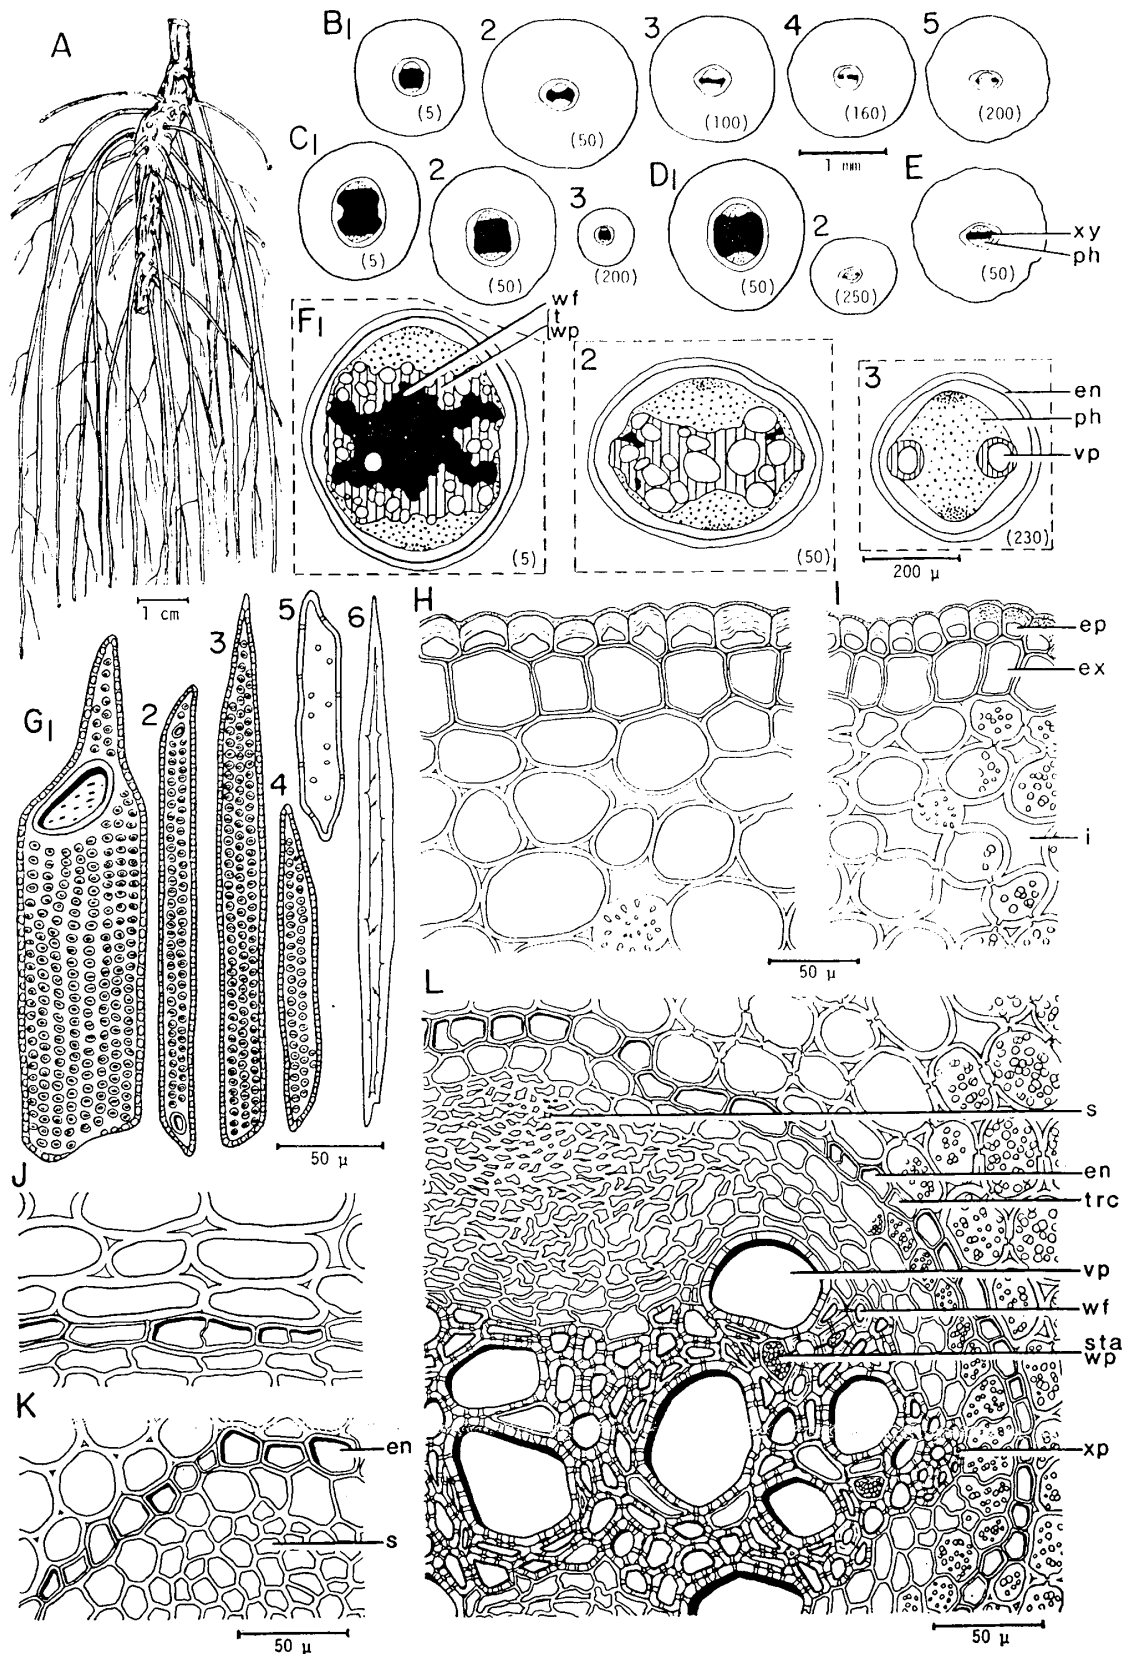 A
B1
2
3
4
5
(5)
(50)
(100)
(160)
(200)
1 mm
C1
2
3
D1
2
E
(5)
(50)
(200)
(50)
(250)
(50)
xy
ph
F1
wf
t
wp
2
3
en
ph
vp
(5)
(50)
(230)
200 μ
1 cm
G1
2
3
4
5
6
50 μ
H
I
ep
ex
i
50 μ
J
K
en
s
50 μ
L
s
en
trc
vp
wf
sta
wp
xp
50 μ